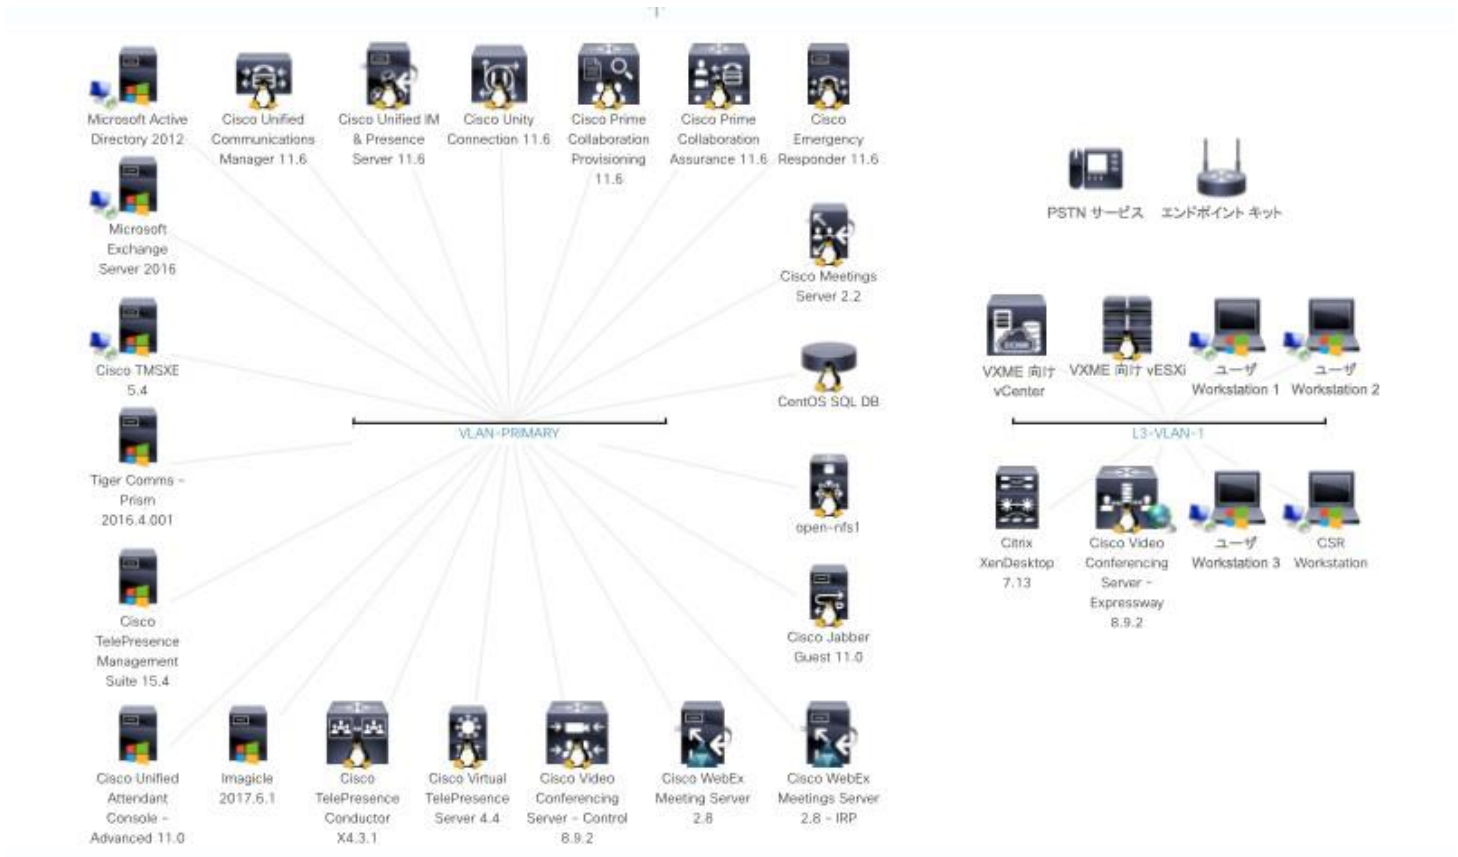 Microsoft Active
Directory 2012
Cisco Unified
Communications
Manager 11.6
Cisco Unified IM
& Presence
Server 11.6
Cisco Unity
Connection 11.6
Cisco Prime
Collaboration
Provisioning
11.6
Cisco Prime
Collaboration
Assurance 11.6
Cisco
Emergency
Responder 11.6
Microsoft
Exchange
Server 2016
Cisco Meetings
Server 2.2
Cisco TMSXE
5.4
CentOS SQL DB
VLAN-PRIMARY
Tiger Comms -
Prism
2016.4.001
open-nfs1
Cisco
TelePresence
Management
Suite 15.4
Cisco Jabber
Guest 11.0
Cisco Unified
Attendant
Console -
Advanced 11.0
Imagicle
2017.6.1
Cisco
TelePresence
Conductor
X4.3.1
Cisco Virtual
TelePresence
Server 4.4
Cisco Video
Conferencing
Server - Control
8.9.2
Cisco WebEx
Meeting Server
2.8
Cisco WebEx
Meetings Server
2.8 - IRP
PSTN サービス
エンドポイント キット
VXME 向け
vCenter
VXME 向け vESXi
ユーザ
Workstation 1
ユーザ
Workstation 2
L3-VLAN-1
Citrix
XenDesktop
7.13
Cisco Video
Conferencing
Server -
Expressway
8.9.2
ユーザ
Workstation 3
CSR
Workstation